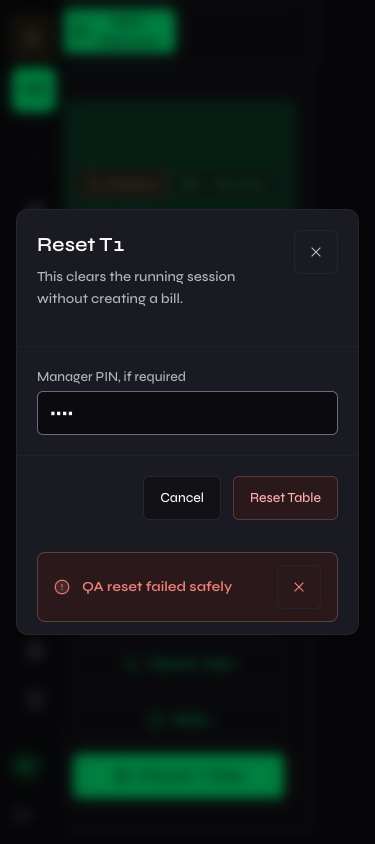 Reset T1
This clears the running session
without creating a bill.
Manager PIN, if required
••••
Cancel
Reset Table
QA reset failed safely